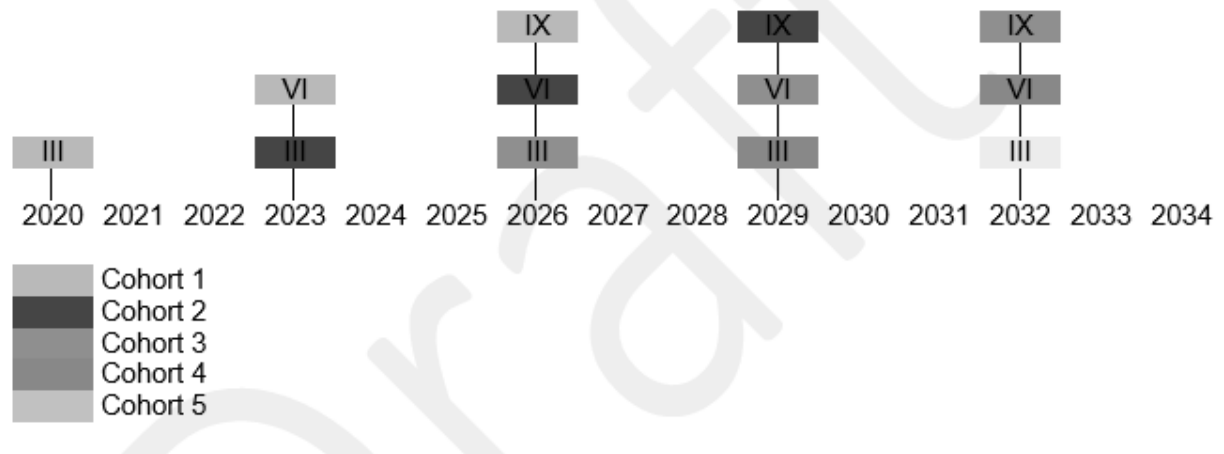 IX IX IX
VI VI VI VI
III III III III III
2020 2021 2022 2023 2024 2025 2026 2027 2028 2029 2030 2031 2032 2033 2034
Cohort 1
Cohort 2
Cohort 3
Cohort 4
Cohort 5
Draft